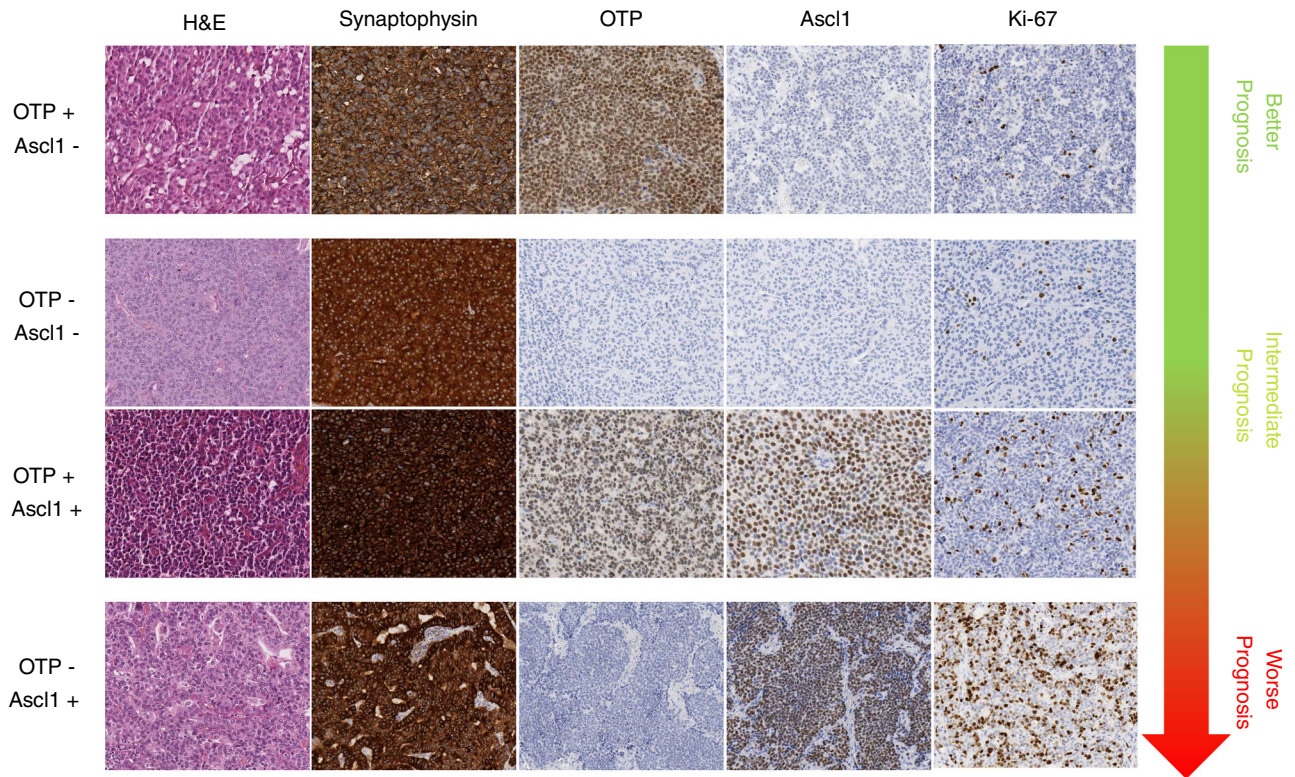 H&E
Synaptophysin
OTP
Ascl1
Ki-67
OTP +
Ascl1 -
Better
Prognosis
OTP -
Ascl1 -
Intermediate
Prognosis
OTP +
Ascl1 +
OTP -
Ascl1 +
Worse
Prognosis